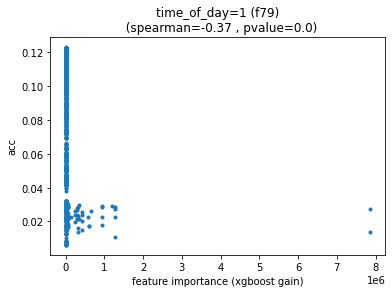 time_of_day=1 (f79)
(spearman=-0.37 , pvalue=0.0)
acc
0.12
0.10
0.08
0.06
0.04
0.02
0 1 2 3 4 5 6 7 8
1e6
feature importance (xgboost gain)